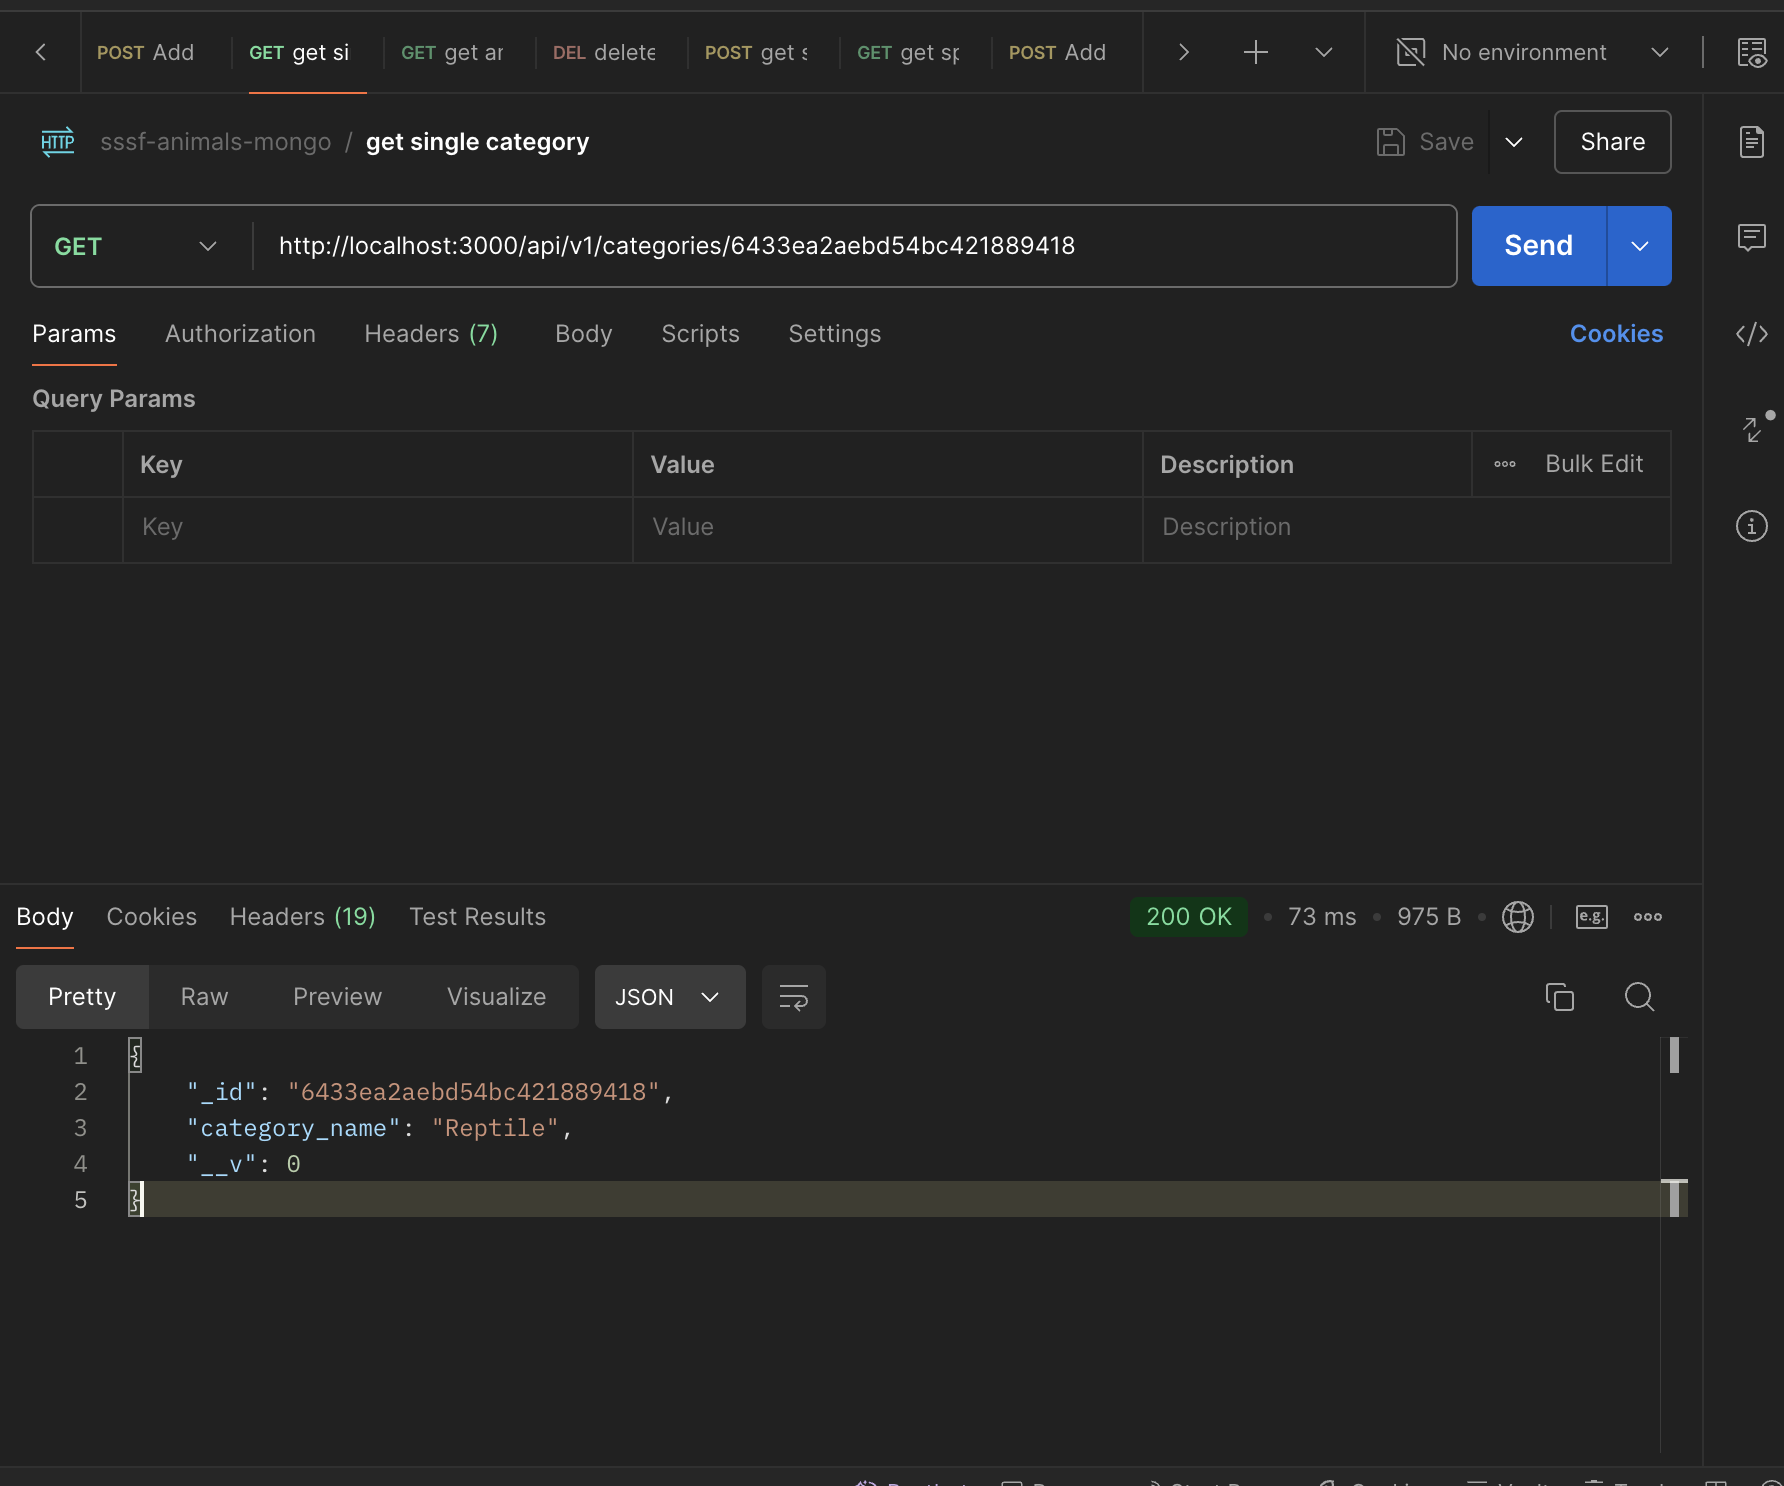 POST Add GET get si GET get ar DEL delete POST get s GET get sp POST Add No environment
HTTP sssf-animals-mongo / get single category Save Share
GET http://localhost:3000/api/v1/categories/6433ea2aebd54bc421889418 Send
Params Authorization Headers (7) Body Scripts Settings Cookies
Query Params
Key Value Description Bulk Edit
Key Value Description
Body Cookies Headers (19) Test Results 200 OK 73 ms 975 B e.g.
Pretty Raw Preview Visualize JSON
1 {
2 "_id": "6433ea2aebd54bc421889418",
3 "category_name": "Reptile",
4 "__v": 0
5 }